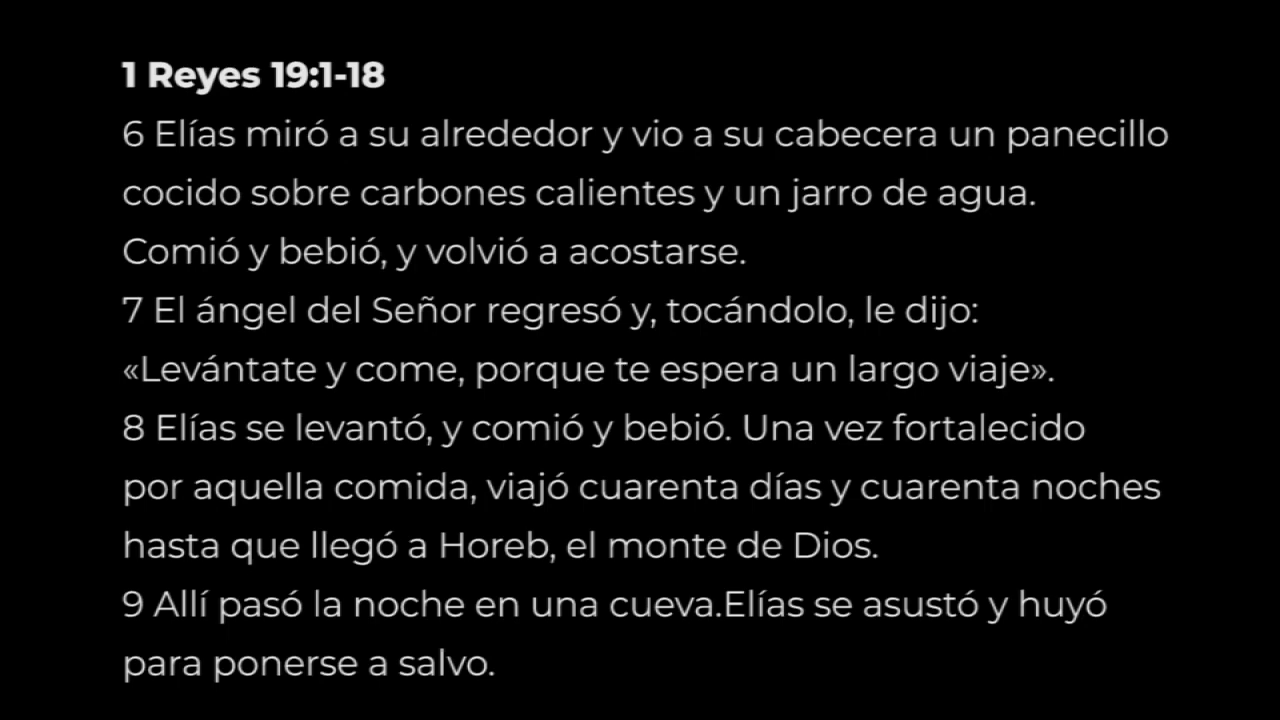 1 Reyes 19:1-18
6 Elías miró a su alrededor y vio a su cabecera un panecillo
cocido sobre carbones calientes y un jarro de agua.
Comió y bebió, y volvió a acostarse.
7 El ángel del Señor regresó y, tocándolo, le dijo:
«Levántate y come, porque te espera un largo viaje».
8 Elías se levantó, y comió y bebió. Una vez fortalecido
por aquella comida, viajó cuarenta días y cuarenta noches
hasta que llegó a Horeb, el monte de Dios.
9 Allí pasó la noche en una cueva.Elías se asustó y huyó
para ponerse a salvo.